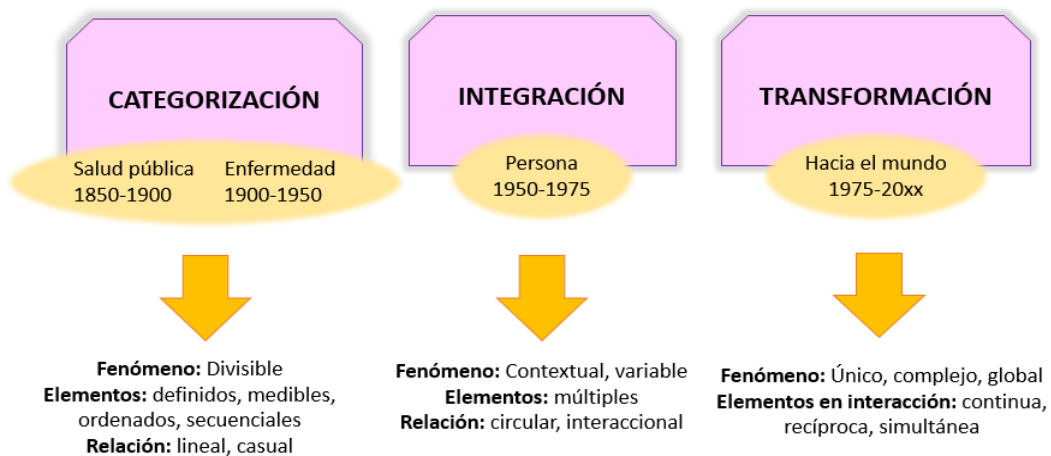 CATEGORIZACIÓN
Salud pública
1850-1900
Enfermedad
1900-1950
Fenómeno: Divisible
Elementos: definidos, medibles,
ordenados, secuenciales
Relación: lineal, casual
INTEGRACIÓN
Persona
1950-1975
Fenómeno: Contextual, variable
Elementos: múltiples
Relación: circular, interaccional
TRANSFORMACIÓN
Hacia el mundo
1975-20xx
Fenómeno: Único, complejo, global
Elementos en interacción: continua,
recíproca, simultánea